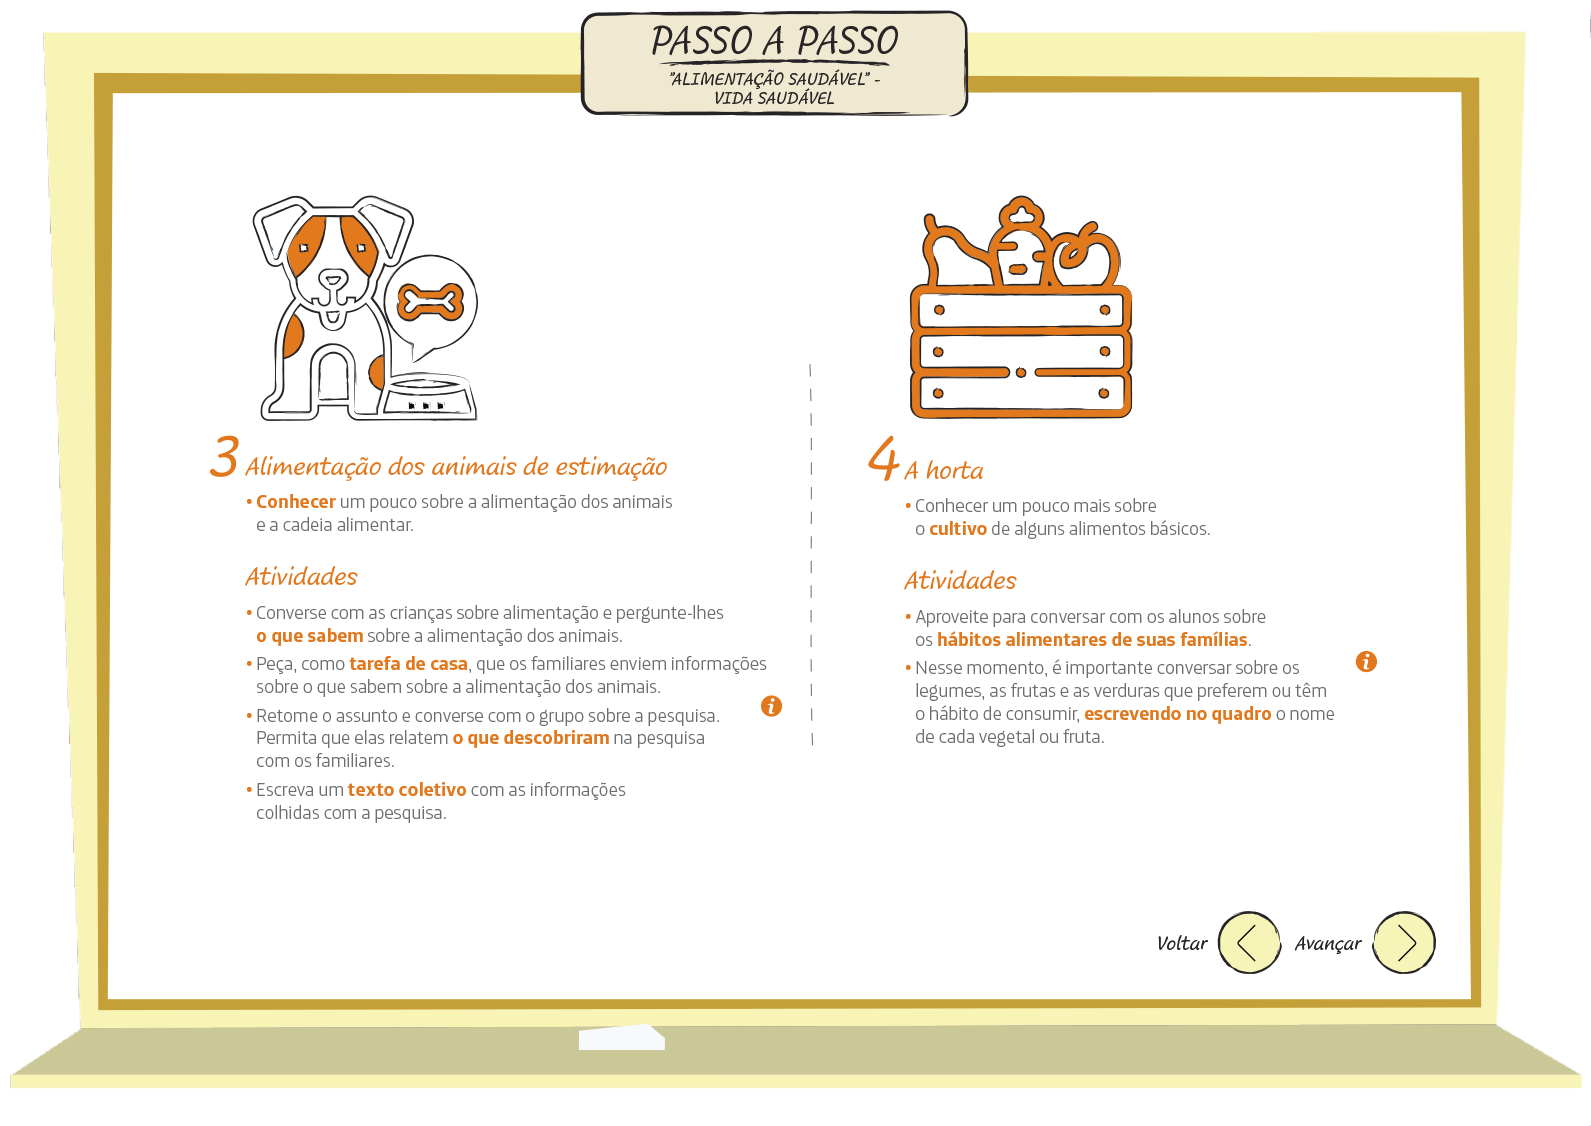 PASSO A PASSO
"ALIMENTAÇÃO SAUDÁVEL" -
VIDA SAUDÁVEL
3 Alimentação dos animais de estimação
• Conhecer um pouco sobre a alimentação dos animais
e a cadeia alimentar.
Atividades
• Converse com as crianças sobre alimentação e pergunte-lhes
o que sabem sobre a alimentação dos animais.
• Peça, como tarefa de casa, que os familiares enviem informações
sobre o que sabem sobre a alimentação dos animais.
• Retome o assunto e converse com o grupo sobre a pesquisa.
Permita que elas relatem o que descobriram na pesquisa
com os familiares.
• Escreva um texto coletivo com as informações
colhidas com a pesquisa.
i
4 A horta
• Conhecer um pouco mais sobre
o cultivo de alguns alimentos básicos.
Atividades
• Aproveite para conversar com os alunos sobre
os hábitos alimentares de suas famílias.
• Nesse momento, é importante conversar sobre os
legumes, as frutas e as verduras que preferem ou têm
o hábito de consumir, escrevendo no quadro o nome
de cada vegetal ou fruta.
i
Voltar
Avançar